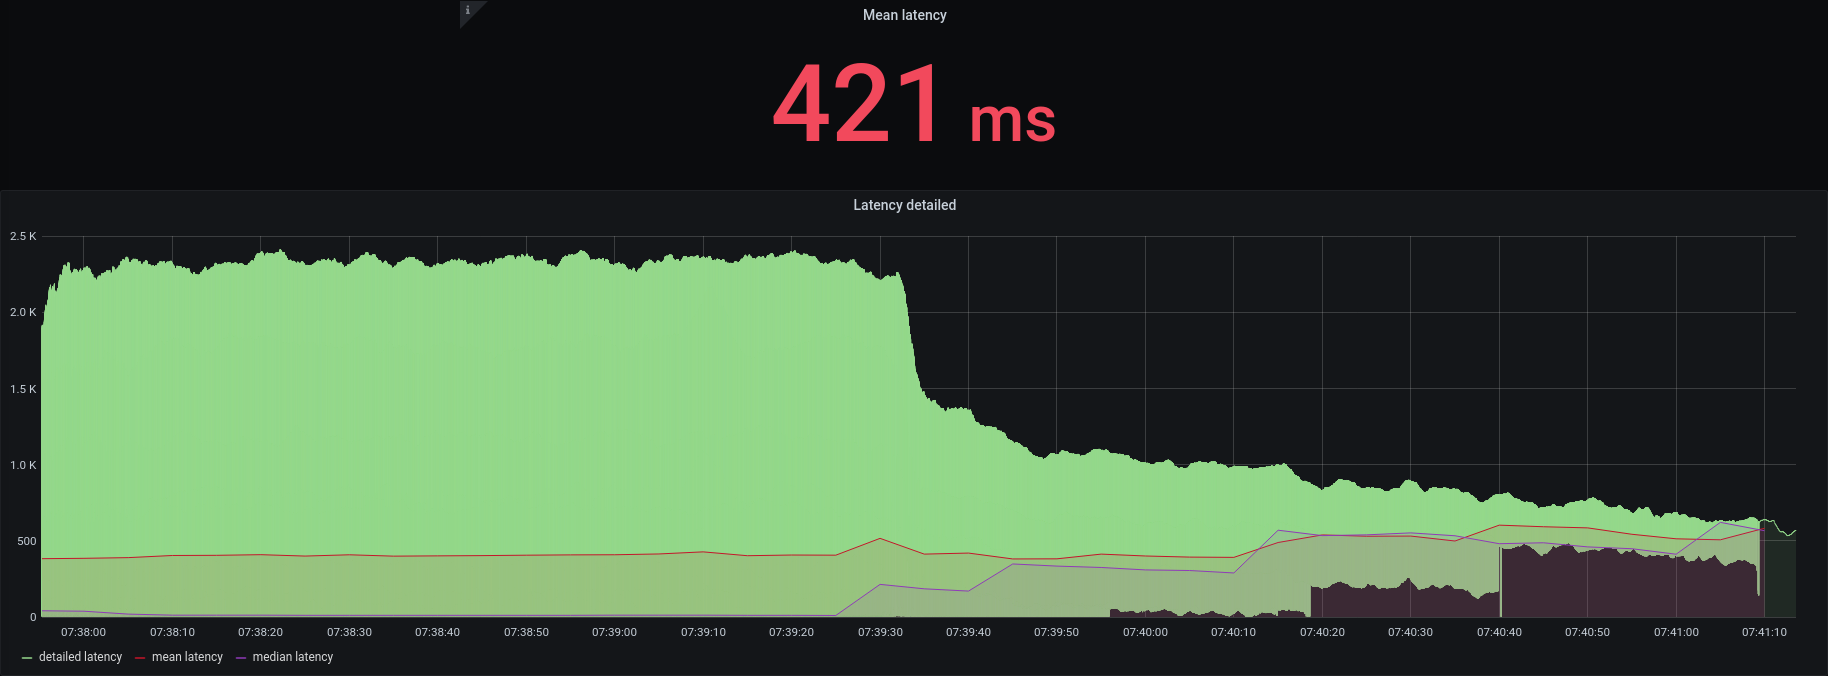 i
Mean latency
421 ms
Latency detailed
2.5 K
2.0 K
1.5 K
1.0 K
500
0
07:38:00 07:38:10 07:38:20 07:38:30 07:38:40 07:38:50 07:39:00 07:39:10 07:39:20 07:39:30 07:39:40 07:39:50 07:40:00 07:40:10 07:40:20 07:40:30 07:40:40 07:40:50 07:41:00 07:41:10
detailed latency mean latency median latency